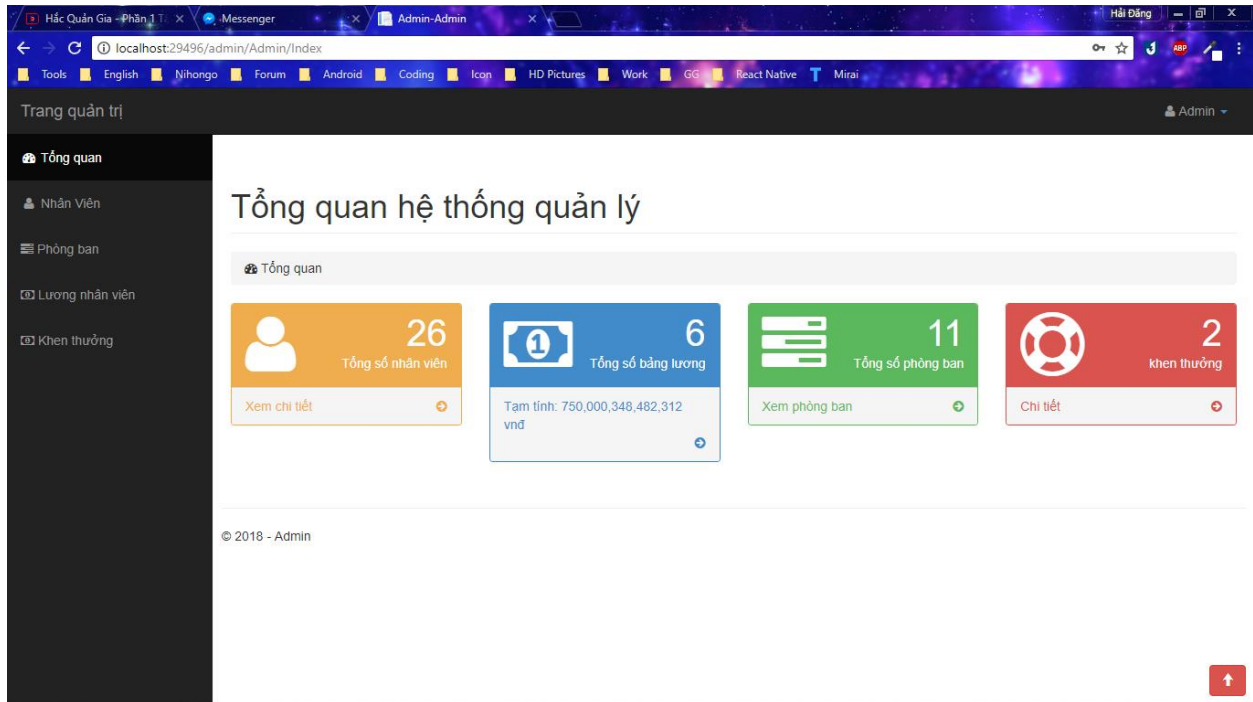 Hắc Quản Gia - Phần 1 T
Messenger
Admin-Admin
Hải Đăng
localhost:29496/admin/Admin/Index
ABP
Tools English Nihongo Forum Android Coding Icon HD Pictures Work GG React Native Mirai
Trang quản trị
Admin
Tổng quan
Nhân Viên
Phòng ban
Lương nhân viên
Khen thưởng
Tổng quan hệ thống quản lý
Tổng quan
26
Tổng số nhân viên
Xem chi tiết
1
6
Tổng số bảng lương
Tạm tính: 750,000,348,482,312
vnđ
11
Tổng số phòng ban
Xem phòng ban
2
khen thưởng
Chi tiết
© 2018 - Admin